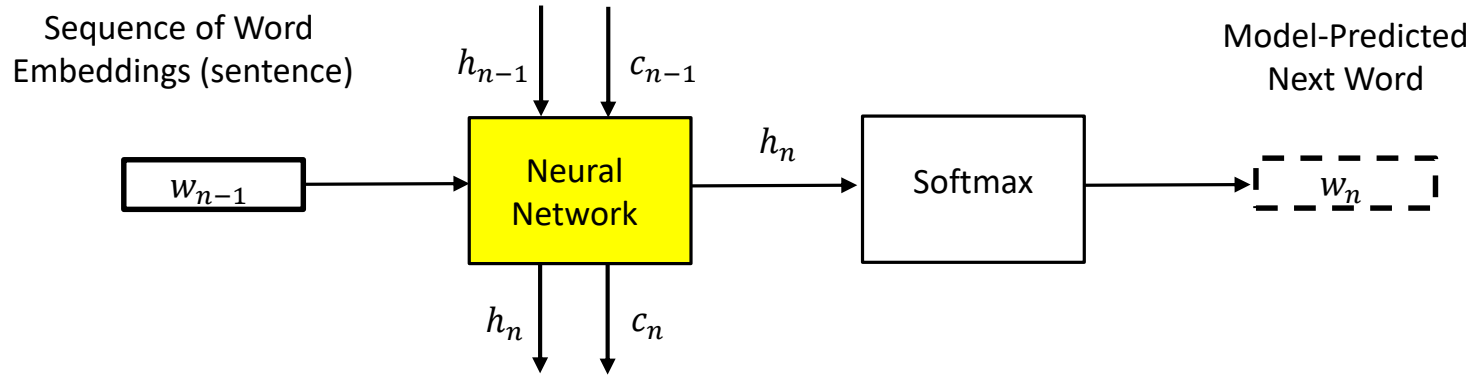 Sequence of Word
Embeddings (sentence)
h_{n−1}
c_{n−1}
Model-Predicted
Next Word
w_{n−1}
Neural
Network
h_n
Softmax
w_n
h_n
c_n